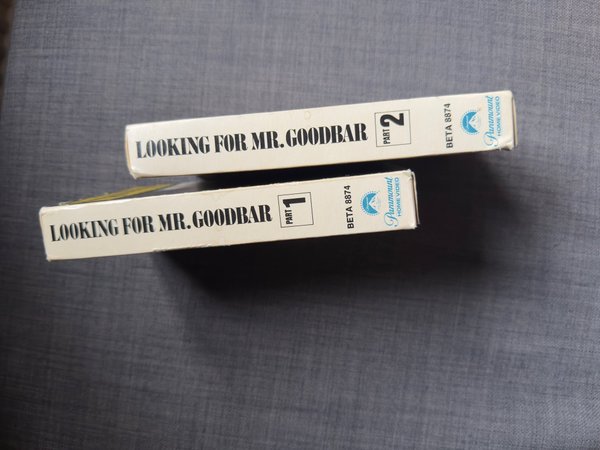 LOOKING FOR MR. GOODBAR PART 2 BETA 8874 Paramount HOME VIDEO
LOOKING FOR MR. GOODBAR PART 1 BETA 8874 Paramount HOME VIDEO